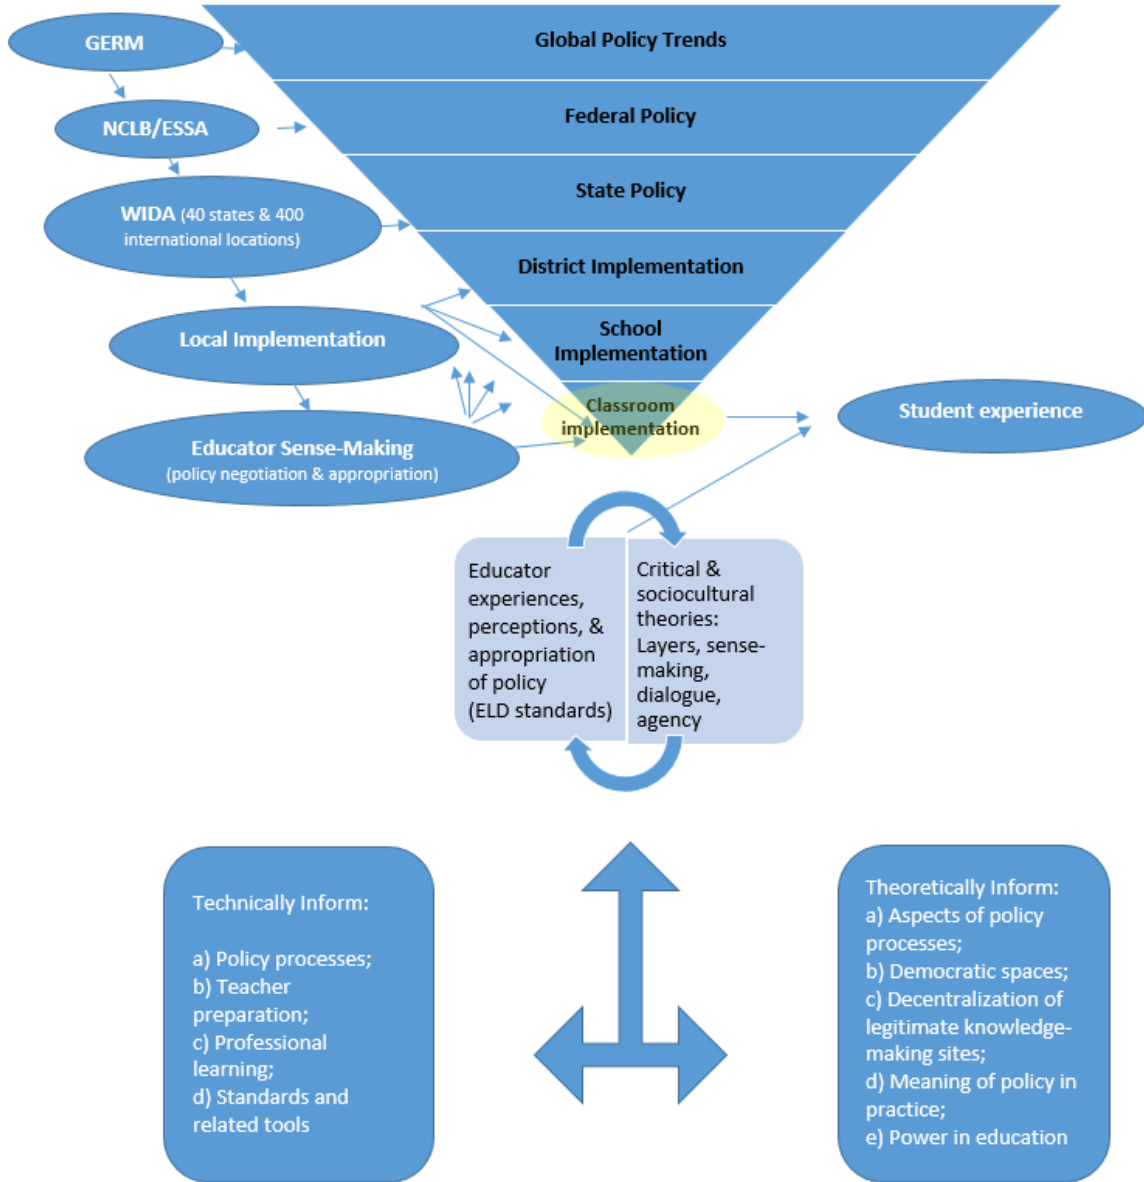 GERM
Global Policy Trends
NCLB/ESSA
Federal Policy
WIDA (40 states & 400
international locations)
State Policy
District Implementation
Local Implementation
School
Implementation
Educator Sense-Making
(policy negotiation & appropriation)
Classroom
implementation
Student experience
Educator
experiences,
perceptions, &
appropriation
of policy
(ELD standards)
Critical &
sociocultural
theories:
Layers, sense-
making,
dialogue,
agency
Technically Inform:
a) Policy processes;
b) Teacher
preparation;
c) Professional
learning;
d) Standards and
related tools
Theoretically Inform:
a) Aspects of policy
processes;
b) Democratic spaces;
c) Decentralization of
legitimate knowledge-
making sites;
d) Meaning of policy in
practice;
e) Power in education